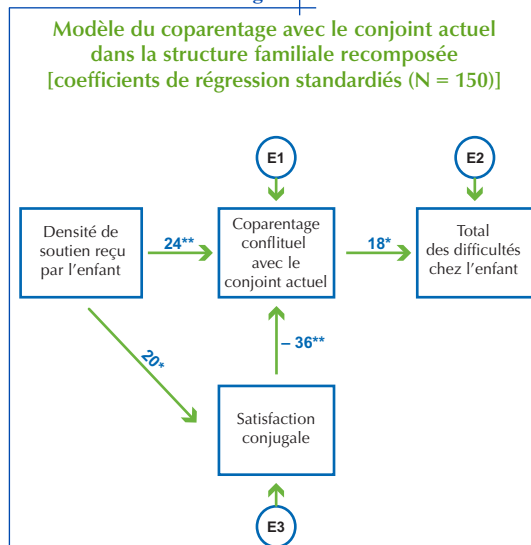 Modèle du coparentage avec le conjoint actuel
dans la structure familiale recomposée
[coefficients de régression standardiés (N = 150)]
E1
E2
Densité de
soutien reçu
par l'enfant
24**
Coparentage
conflituel
avec le
conjoint actuel
18*
Total
des difficultés
chez l'enfant
20*
– 36**
Satisfaction
conjugale
E3